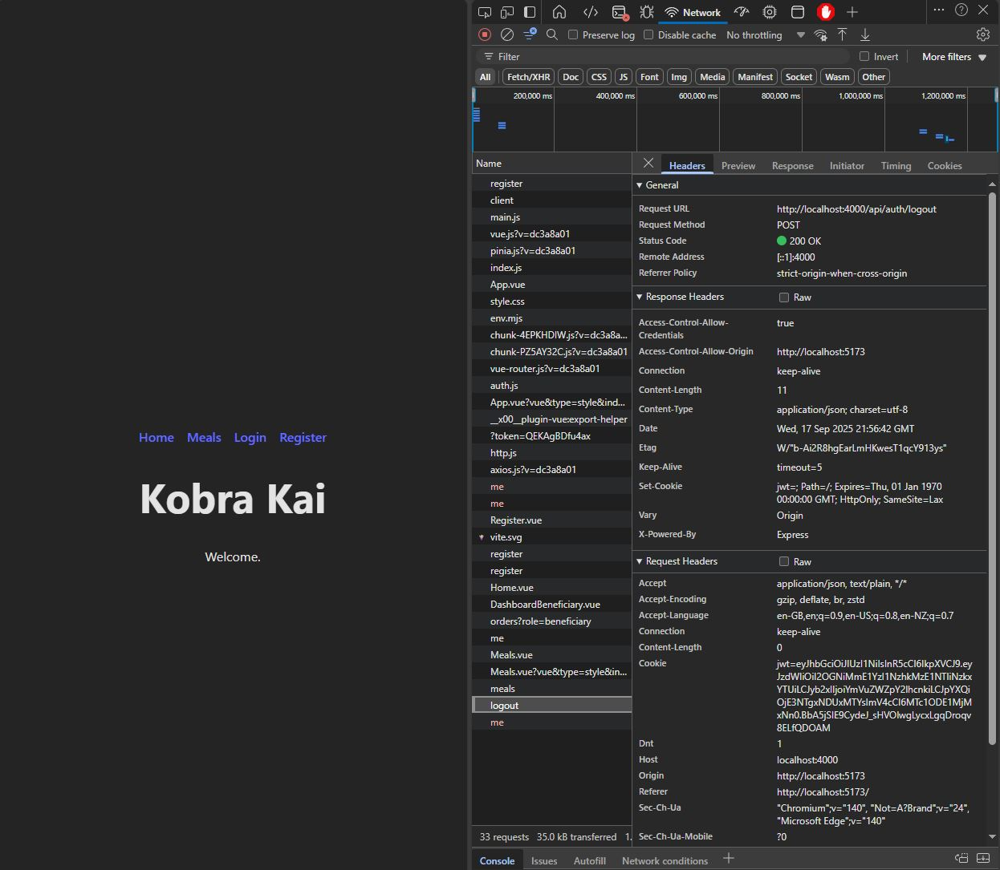 Home Meals Login Register
Kobra Kai
Welcome.
Network
Preserve log Disable cache No throttling
Filter Invert More filters
All Fetch/XHR Doc CSS JS Font Img Media Manifest Socket Wasm Other
200,000 ms 400,000 ms 600,000 ms 800,000 ms 1,000,000 ms 1,200,000 ms
Name
register
client
main.js
vue.js?v=dc3a8a01
pinia.js?v=dc3a8a01
index.js
App.vue
style.css
env.mjs
chunk-4EPKHDIW.js?v=dc3a8a...
chunk-PZ5AY32C.js?v=dc3a8a01
vue-router.js?v=dc3a8a01
auth.js
App.vue?vue&type=style&ind...
__x00__plugin-vue:export-helper
?token=QEKAgBDfu4ax
http.js
axios.js?v=dc3a8a01
me
me
Register.vue
vite.svg
register
register
Home.vue
DashboardBeneficiary.vue
orders?role=beneficiary
me
Meals.vue
Meals.vue?vue&type=style&in...
meals
logout
me
33 requests 35.0 kB transferred 1.
Headers Preview Response Initiator Timing Cookies
General
Request URL http://localhost:4000/api/auth/logout
Request Method POST
Status Code 200 OK
Remote Address [::1]:4000
Referrer Policy strict-origin-when-cross-origin
Response Headers Raw
Access-Control-Allow-
Credentials true
Access-Control-Allow-Origin http://localhost:5173
Connection keep-alive
Content-Length 11
Content-Type application/json; charset=utf-8
Date Wed, 17 Sep 2025 21:56:42 GMT
Etag W/"b-Ai2R8hgEarLmHKwesT1qcY913ys"
Keep-Alive timeout=5
Set-Cookie jwt=; Path=/; Expires=Thu, 01 Jan 1970
00:00:00 GMT; HttpOnly; SameSite=Lax
Vary Origin
X-Powered-By Express
Request Headers Raw
Accept application/json, text/plain, */*
Accept-Encoding gzip, deflate, br, zstd
Accept-Language en-GB,en;q=0.9,en-US;q=0.8,en-NZ;q=0.7
Connection keep-alive
Content-Length 0
Cookie
Dnt 1
Host localhost:4000
Origin http://localhost:5173
Referer http://localhost:5173/
Sec-Ch-Ua "Chromium";v="140", "Not=A?Brand";v="24",
"Microsoft Edge";v="140"
Sec-Ch-Ua-Mobile ?0
Console Issues Autofill Network conditions